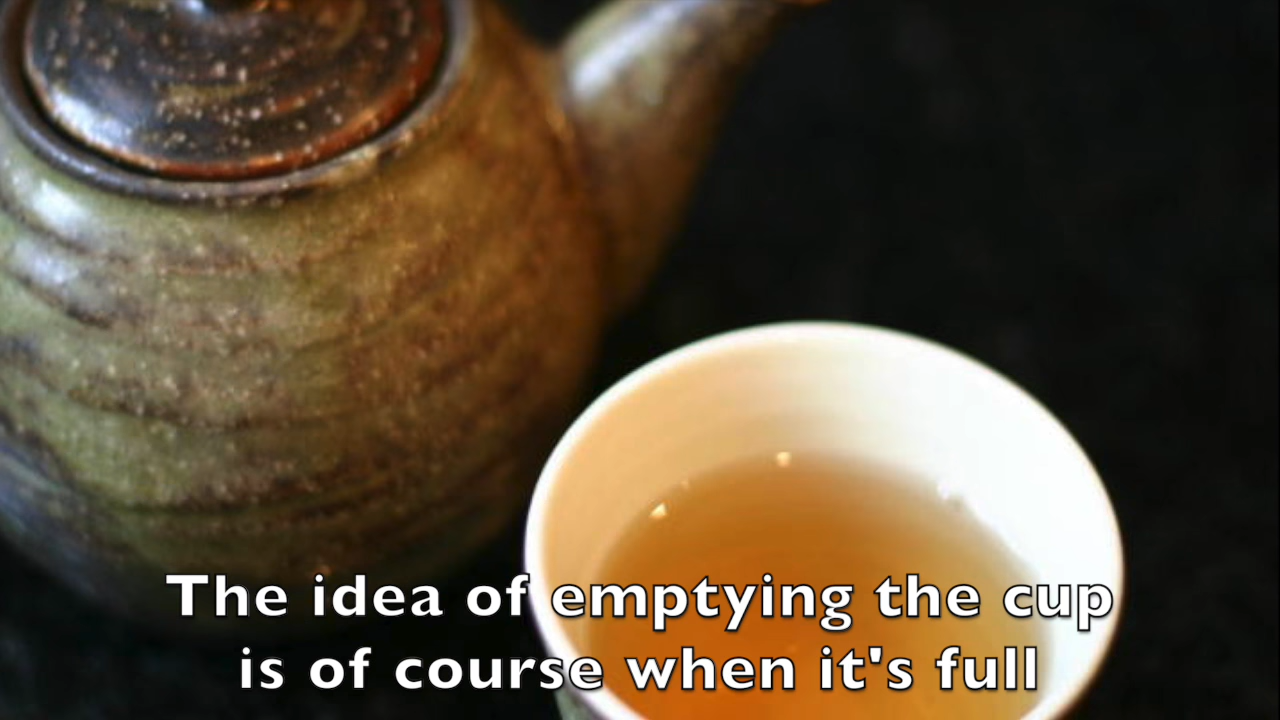 The idea of emptying the cup
is of course when it's full